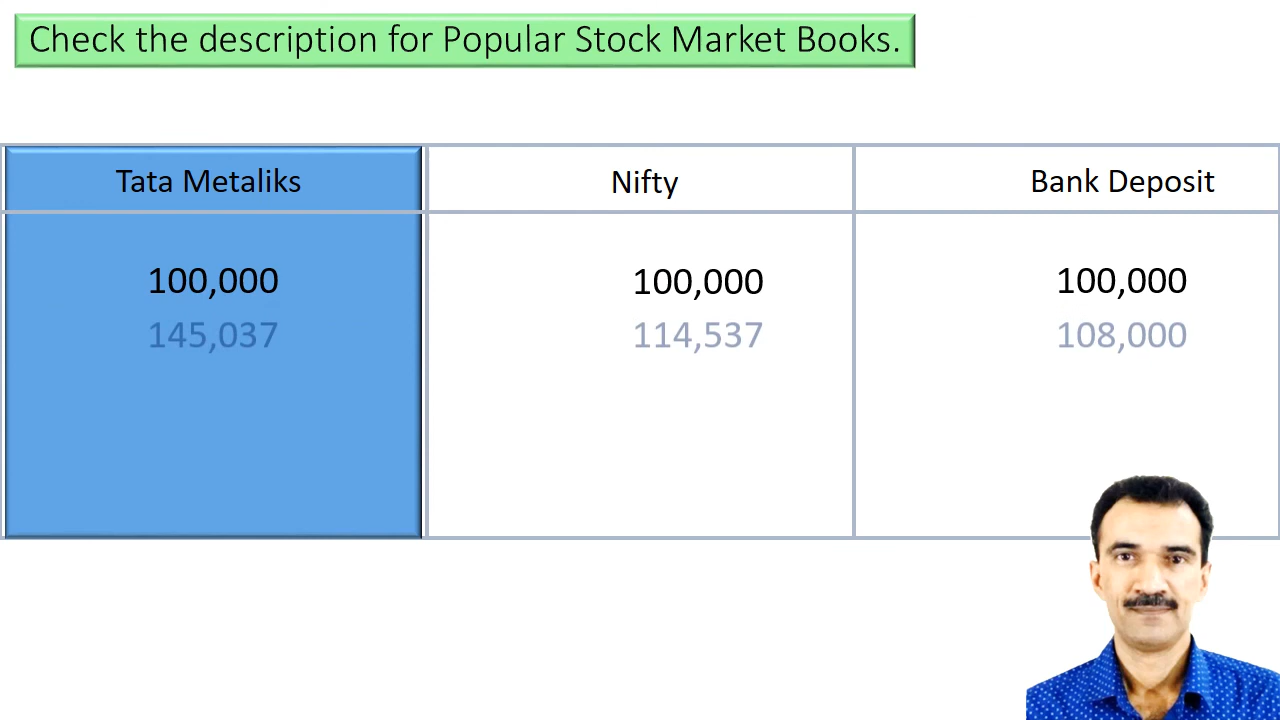 Check the description for Popular Stock Market Books.
Tata Metaliks Nifty Bank Deposit
100,000 100,000 100,000
145,037 114,537 108,000